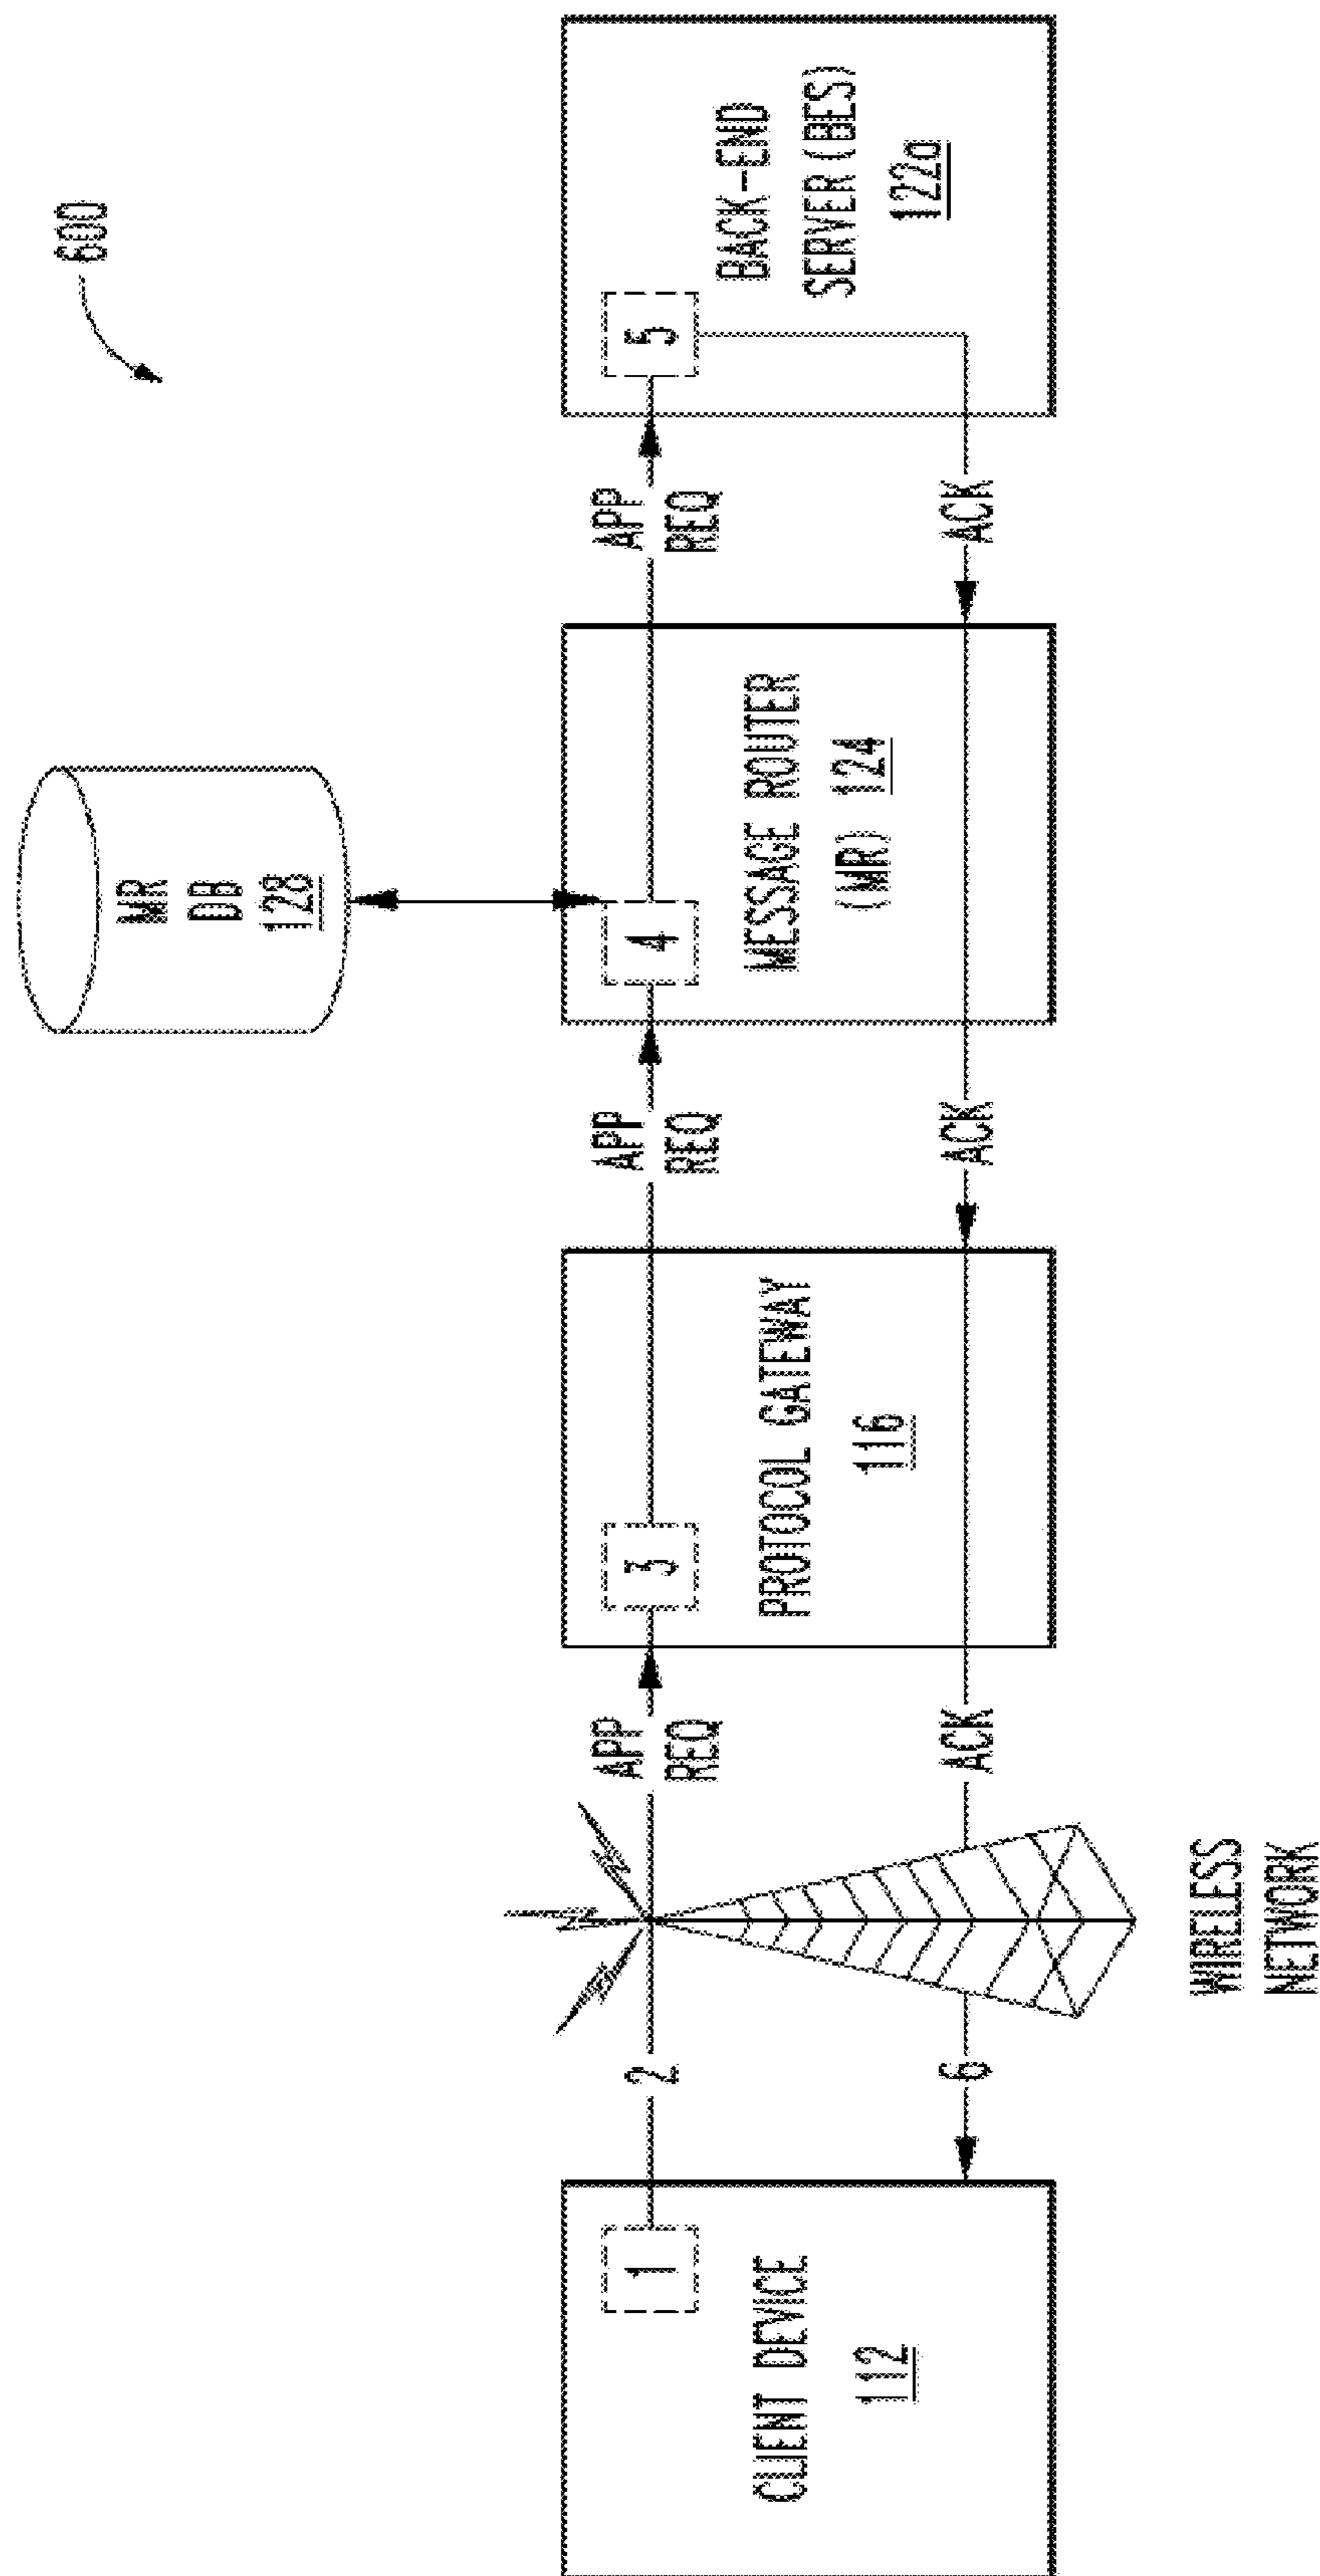 600
MR
DB
128
1
2
APP
REQ
3
APP
REQ
4
APP
REQ
5
CLIENT DEVICE
112
PROTOCOL GATEWAY
116
MESSAGE ROUTER
(MR) 124
BACK-END
SERVER (BES)
122a
6
ACK
ACK
ACK
WIRELESS
NETWORK